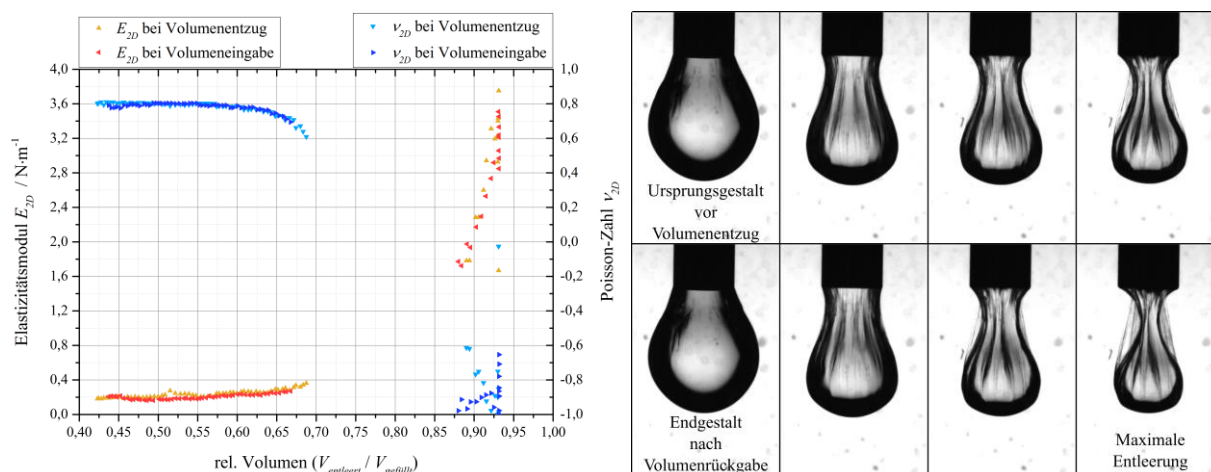 E2D bei Volumenentzug
E2D bei Volumeneingabe
ν2D bei Volumenentzug
ν2D bei Volumeneingabe
4,0
3,6
3,2
2,8
2,4
2,0
1,6
1,2
0,8
0,4
0,0
Elastizitätsmodul E2D / N·m-1
1,0
0,8
0,6
0,4
0,2
0,0
-0,2
-0,4
-0,6
-0,8
-1,0
Poisson-Zahl ν2D
0,40 0,45 0,50 0,55 0,60 0,65 0,70 0,75 0,80 0,85 0,90 0,95 1,00
rel. Volumen (Ventleert / Vgefüllt)
Ursprungsgestalt
vor
Volumenentzug
Endgestalt
nach
Volumenrückgabe
Maximale
Entleerung